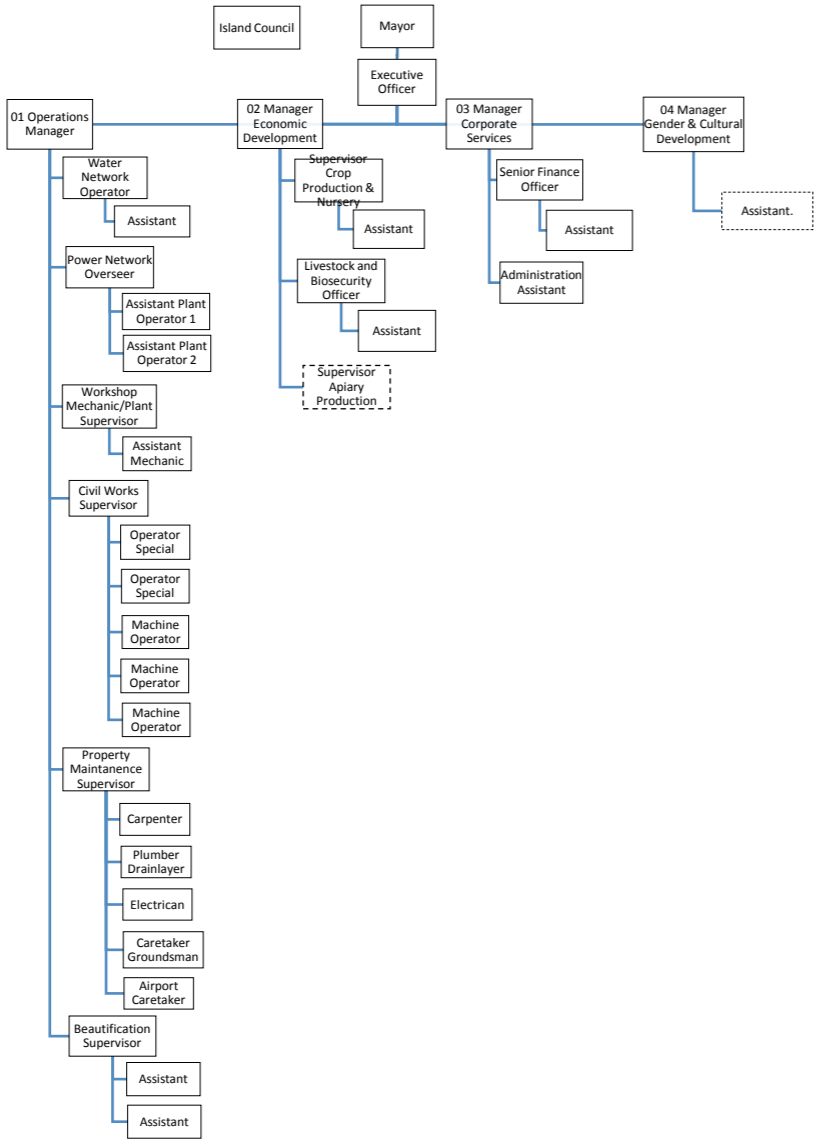 Island Council
Mayor
Executive
Officer
01 Operations
Manager
02 Manager
Economic
Development
03 Manager
Corporate
Services
04 Manager
Gender & Cultural
Development
Water
Network
Operator
Assistant
Power Network
Overseer
Assistant Plant
Operator 1
Assistant Plant
Operator 2
Workshop
Mechanic/Plant
Supervisor
Assistant
Mechanic
Civil Works
Supervisor
Operator
Special
Operator
Special
Machine
Operator
Machine
Operator
Machine
Operator
Property
Maintanence
Supervisor
Carpenter
Plumber
Drainlayer
Electrican
Caretaker
Groundsman
Airport
Caretaker
Beautification
Supervisor
Assistant
Assistant
Supervisor
Crop
Production &
Nursery
Assistant
Livestock and
Biosecurity
Officer
Assistant
Supervisor
Apiary
Production
Senior Finance
Officer
Assistant
Administration
Assistant
Assistant.